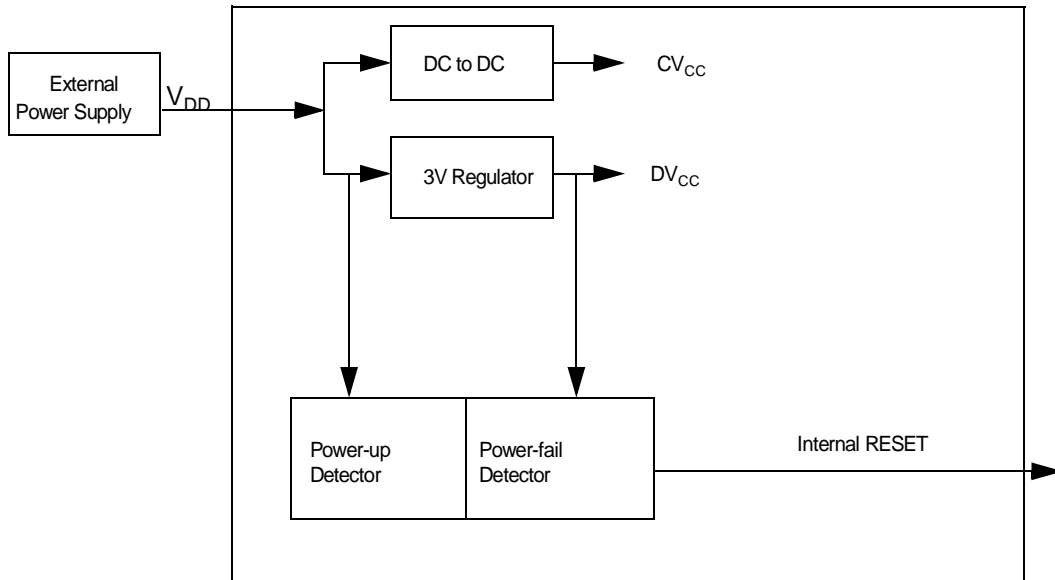 External
Power Supply
VDD
DC to DC
CVCC
3V Regulator
DVCC
Power-up
Detector
Power-fail
Detector
Internal RESET